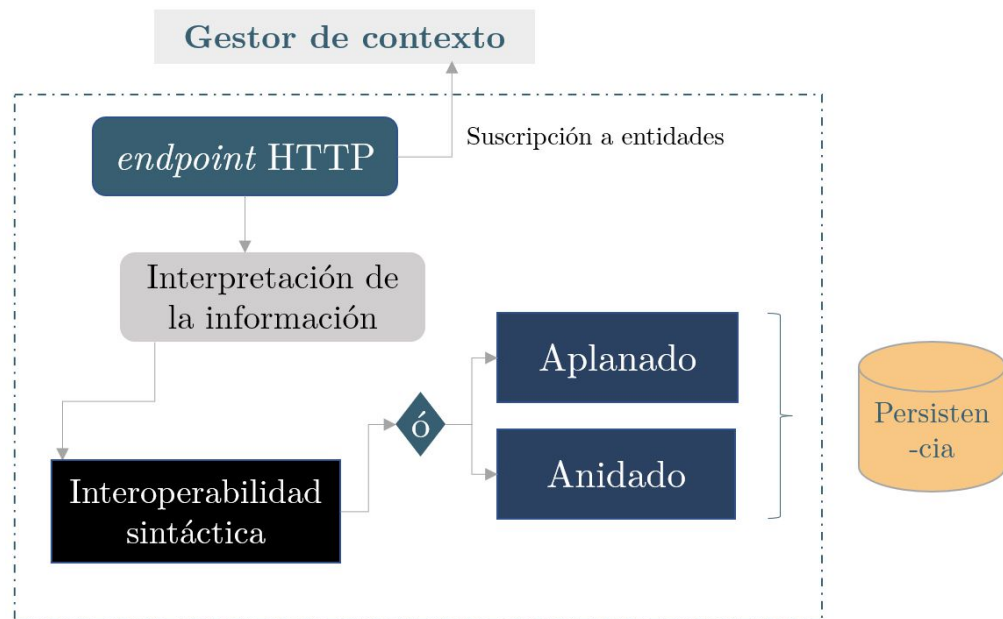 Gestor de contexto
endpoint HTTP
Suscripción a entidades
Interpretación de
la información
Aplanado
ó
Anidado
Interoperabilidad
sintáctica
Persisten
-cia